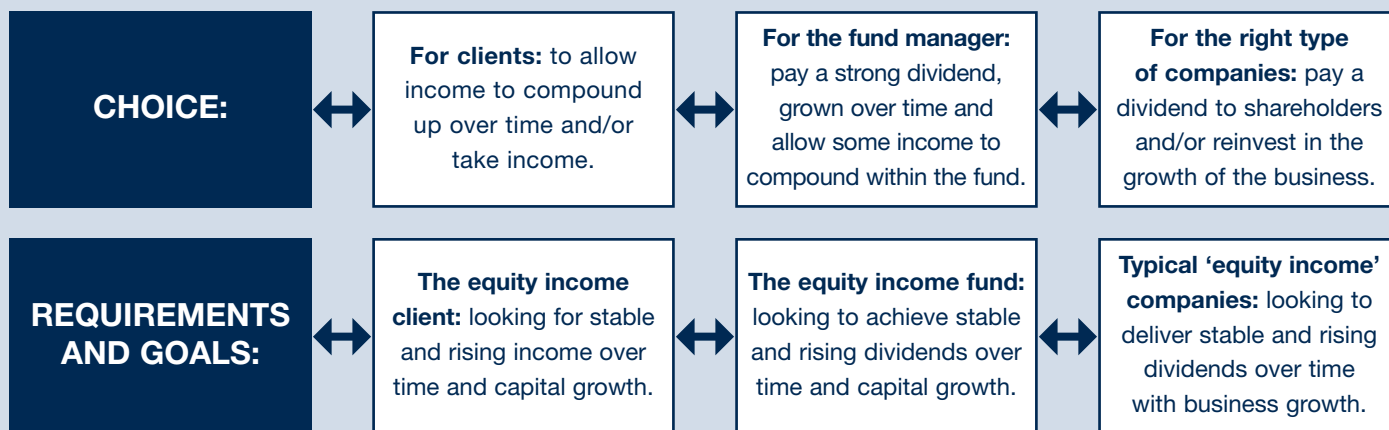 CHOICE:
For clients: to allow
income to compound
up over time and/or
take income.
For the fund manager:
pay a strong dividend,
grown over time and
allow some income to
compound within the fund.
For the right type
of companies: pay a
dividend to shareholders
and/or reinvest in the
growth of the business.
REQUIREMENTS
AND GOALS:
The equity income
client: looking for stable
and rising income over
time and capital growth.
The equity income fund:
looking to achieve stable
and rising dividends over
time and capital growth.
Typical ‘equity income’
companies: looking to
deliver stable and rising
dividends over time
with business growth.